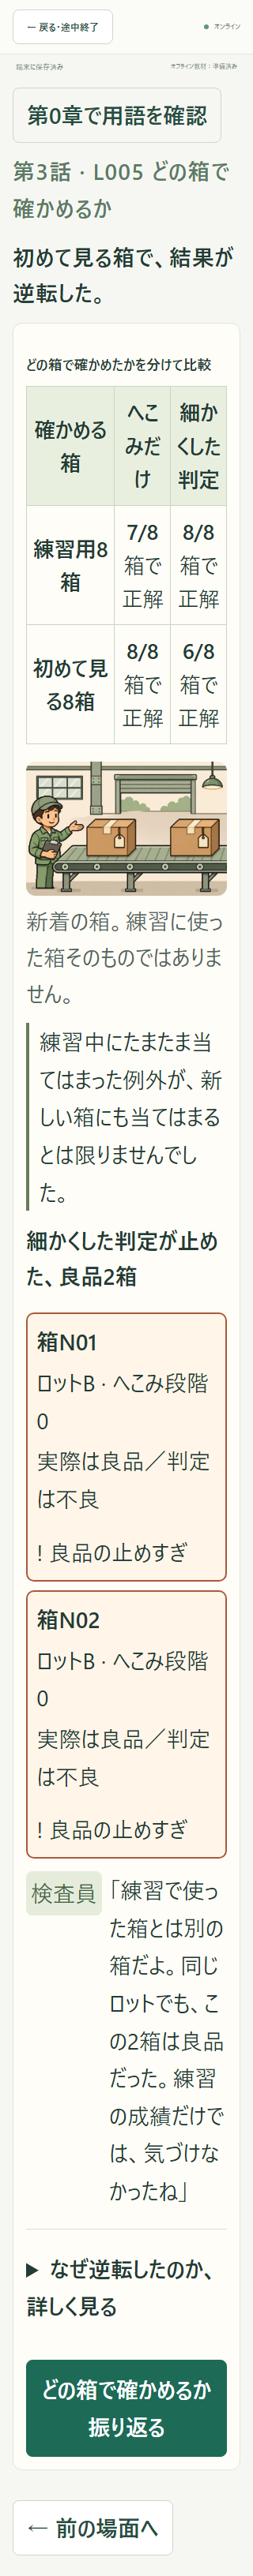 ← 戻る・途中終了
オンライン
端末に保存済み
オフライン教材：準備済み
第0章で用語を確認
第3話 · L005 どの箱で
確かめるか
初めて見る箱で、結果が
逆転した。
どの箱で確かめたかを分けて比較
確かめる
箱
へこ
みだ
け
細か
くした
判定
練習用8
箱
7/8
箱で
正解
8/8
箱で
正解
初めて見
る8箱
8/8
箱で
正解
6/8
箱で
正解
新着の箱。練習に使っ
た箱そのものではありま
せん。
練習中にたまたま当
てはまった例外が、新
しい箱にも当てはまる
とは限りませんでし
た。
細かくした判定が止め
た、良品2箱
箱N01
ロットB · へこみ段階
0
実際は良品／判定
は不良
! 良品の止めすぎ
箱N02
ロットB · へこみ段階
0
実際は良品／判定
は不良
! 良品の止めすぎ
検査員
「練習で使っ
た箱とは別の
箱だよ。同じ
ロットでも、こ
の2箱は良品
だった。練習
の成績だけで
は、気づけな
かったね」
▶ なぜ逆転したのか、
詳しく見る
どの箱で確かめるか
振り返る
← 前の場面へ